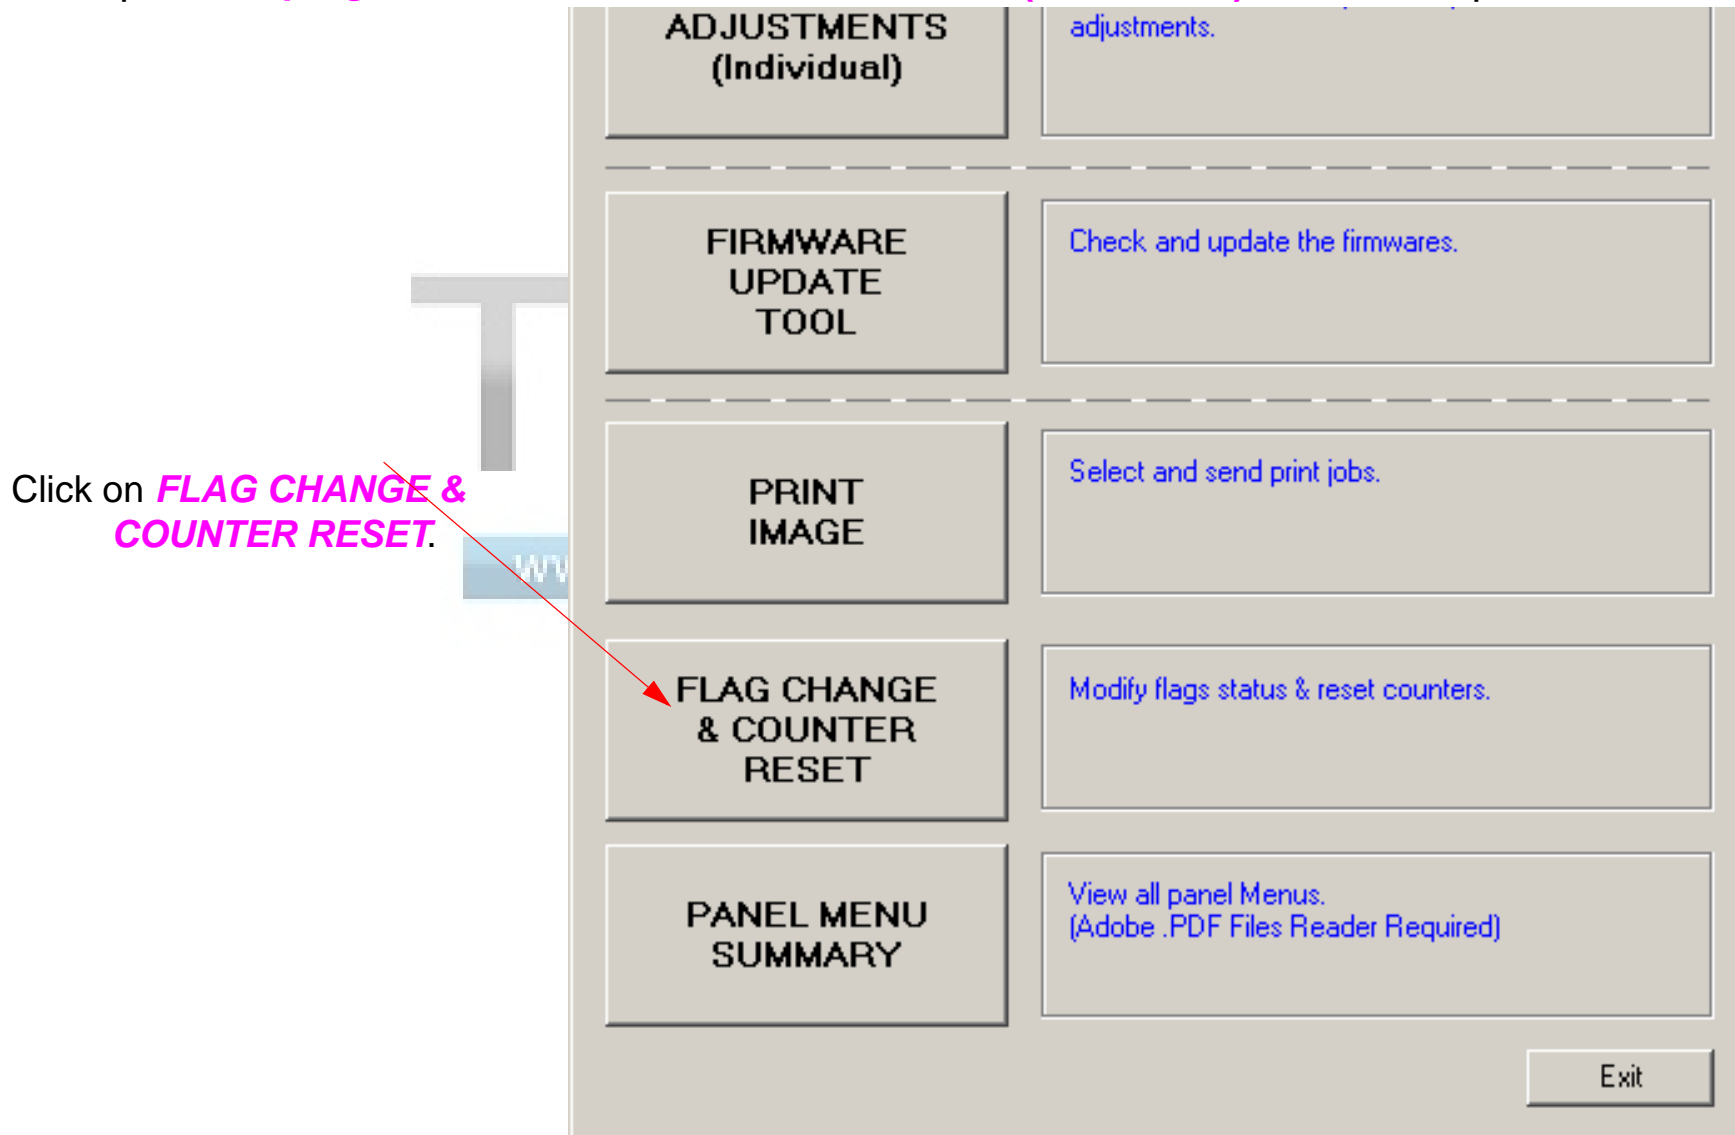 ADJUSTMENTS
(Individual)
adjustments.
FIRMWARE
UPDATE
TOOL
Check and update the firmwares.
Click on FLAG CHANGE &
COUNTER RESET.
PRINT
IMAGE
Select and send print jobs.
FLAG CHANGE
& COUNTER
RESET
Modify flags status & reset counters.
PANEL MENU
SUMMARY
View all panel Menus.
(Adobe .PDF Files Reader Required)
Exit